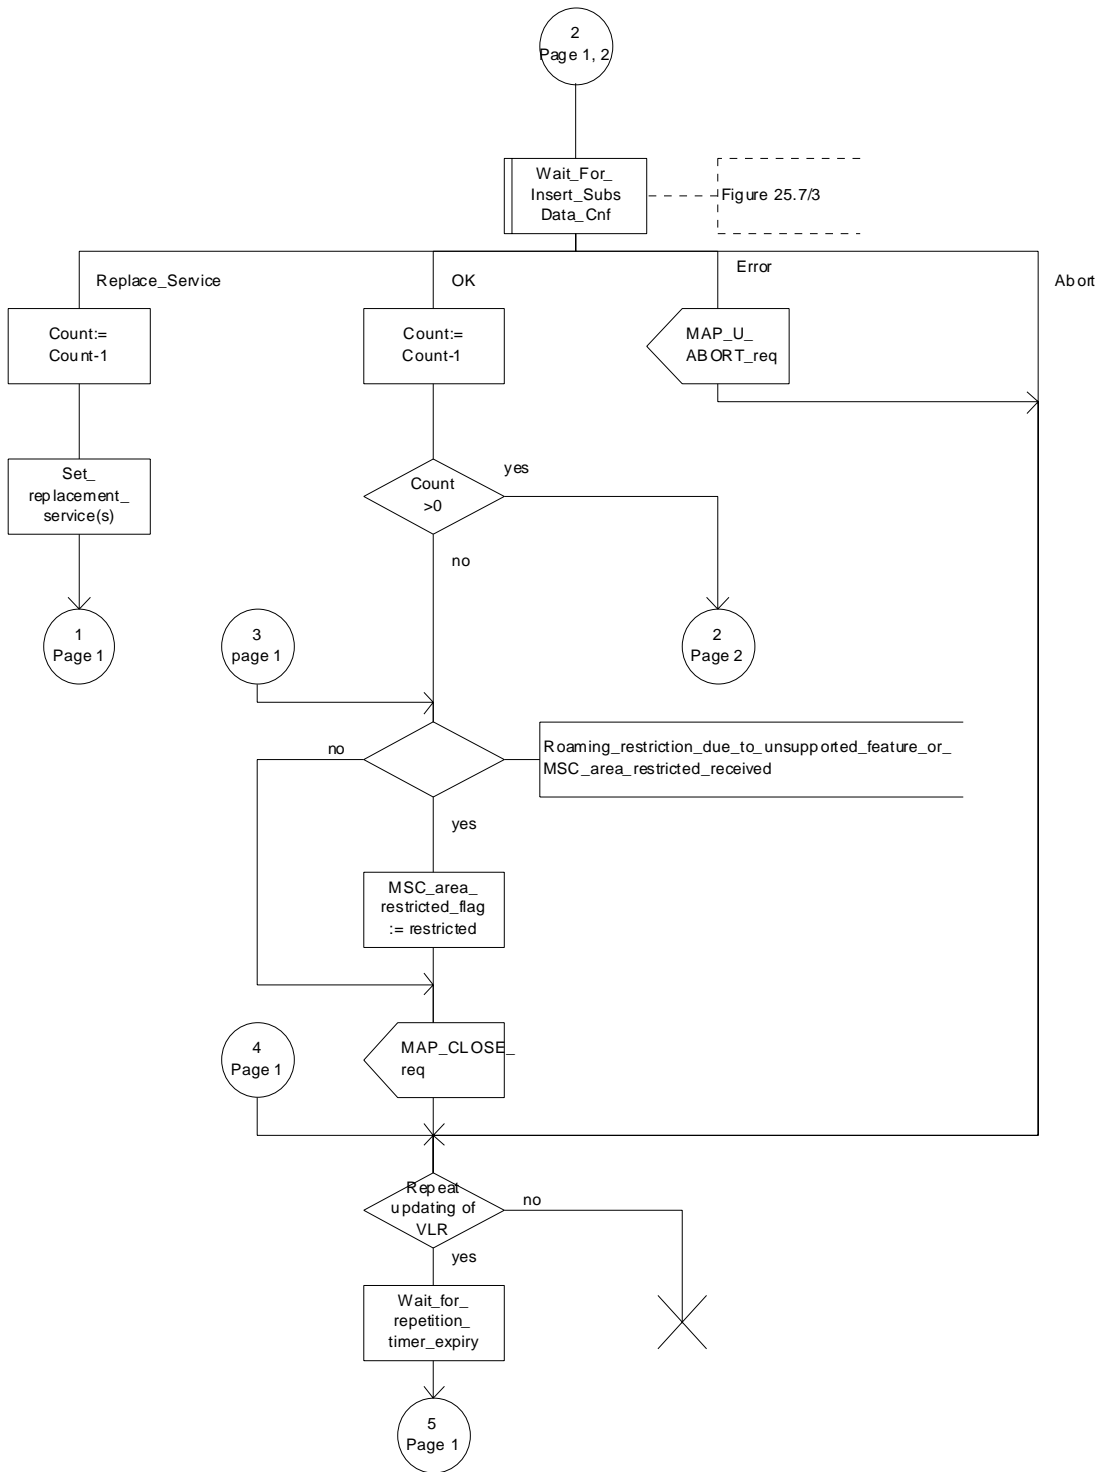 2
Page 1, 2
Wait_For_
Insert_Subs
Data_Cnf
Figure 25.7/3
Replace_Service
OK
Error
Abort
Count:=
Count-1
Count:=
Count-1
MAP_U_
ABORT_req
Set_
replacement_
service(s)
Count
>0
yes
no
1
Page 1
3
page 1
2
Page 2
no
Roaming_restriction_due_to_unsupported_feature_or_
MSC_area_restricted_received
yes
MSC_area_
restricted_flag
:= restricted
4
Page 1
MAP_CLOSE_
req
Repeat
updating of
VLR
no
yes
Wait_for_
repetition_
timer_expiry
5
Page 1